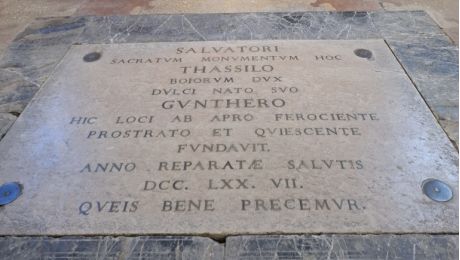 SALVATORI
SACRATVM MONVMENTVM HOC
THASSILO
BOIORVM DVX
DVLCI NATO SVO
GVNTHERO
HIC LOCI AB APRO FEROCIENTE
PROSTRATO ET QVIESCENTE
FVNDAVIT.
ANNO REPARATÆ SALVTIS
DCC. LXX. VII.
QVEIS BENE PRECEMVR.